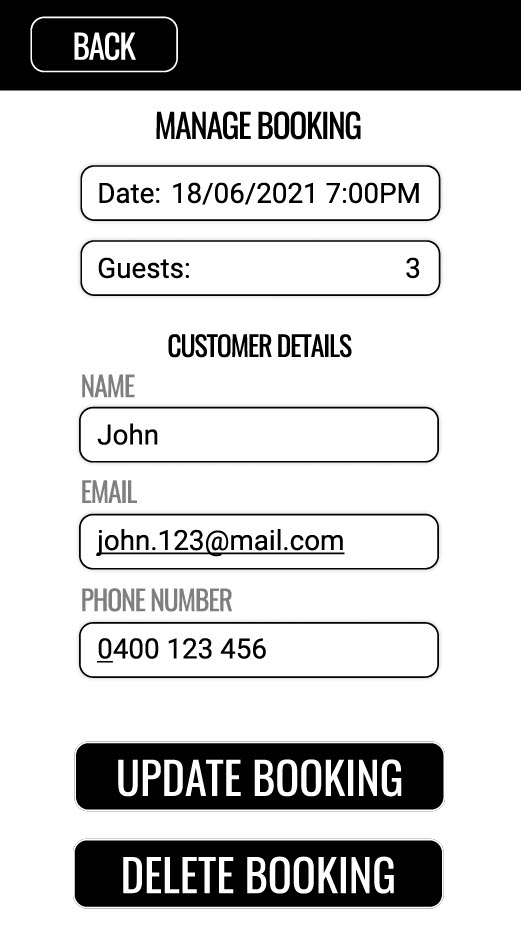 BACK
MANAGE BOOKING
Date: 18/06/2021 7:00PM
Guests: 3
CUSTOMER DETAILS
NAME
John
EMAIL
john.123@mail.com
PHONE NUMBER
0400 123 456
UPDATE BOOKING
DELETE BOOKING